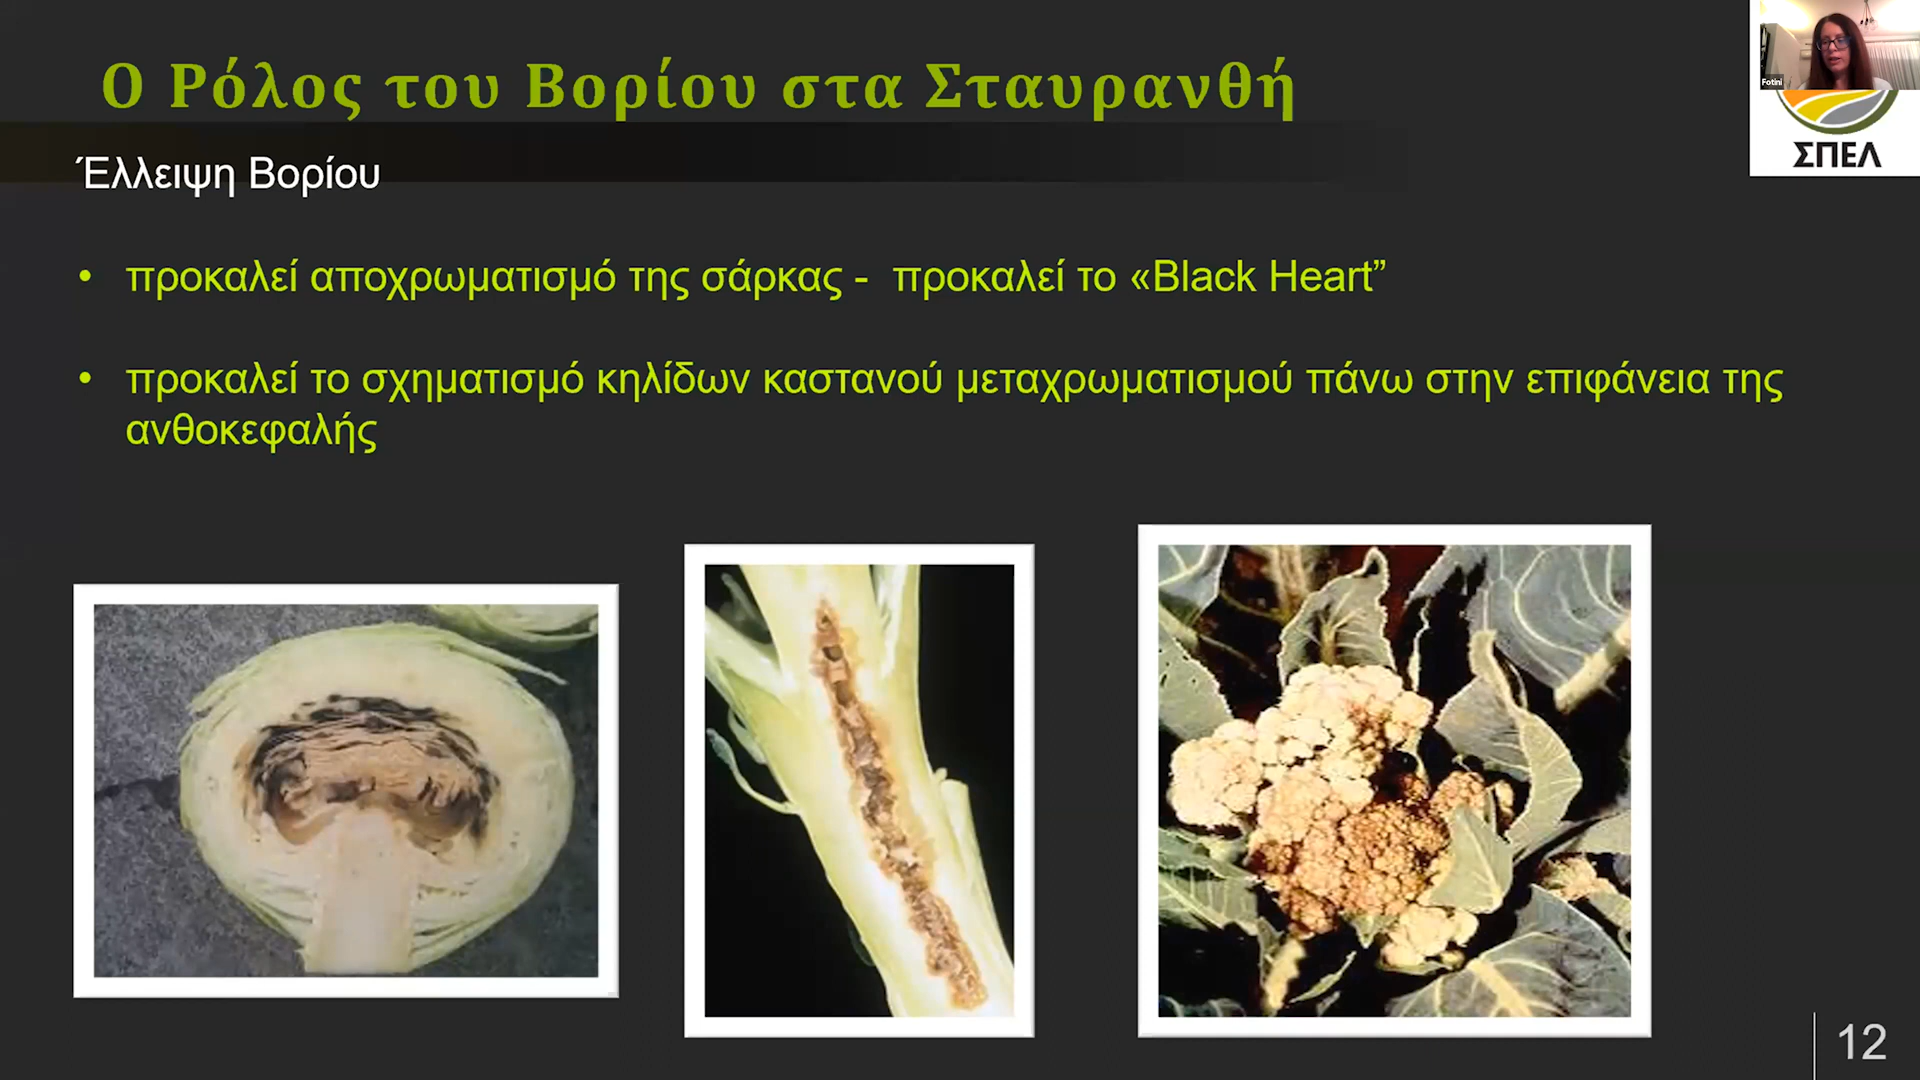 Ο Ρόλος του Βορίου στα Σταυρανθή
Fotini
ΣΠΕΛ
Έλλειψη Βορίου
• προκαλεί αποχρωματισμό της σάρκας - προκαλεί το «Black Heart”
• προκαλεί το σχηματισμό κηλίδων καστανού μεταχρωματισμού πάνω στην επιφάνεια της
ανθοκεφαλής
12